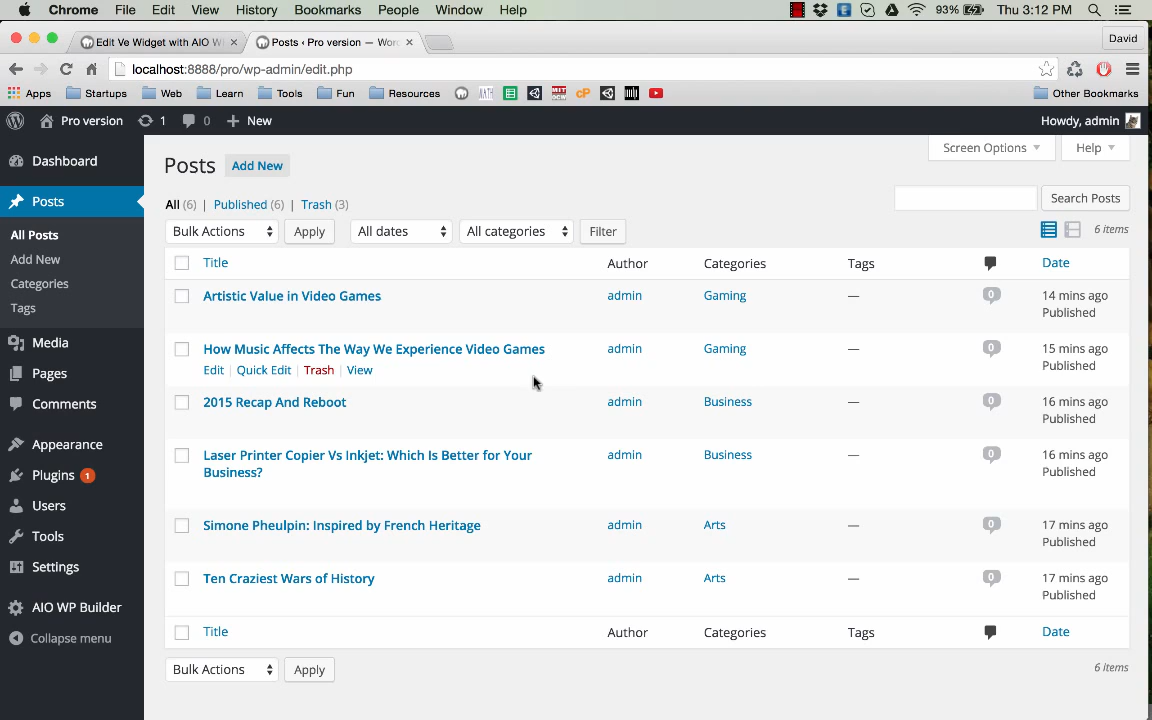 Chrome File Edit View History Bookmarks People Window Help 93% Thu 3:12 PM
Edit Ve Widget with AIO W Posts ‹ Pro version — Wor David
localhost:8888/pro/wp-admin/edit.php
Apps Startups Web Learn Tools Fun Resources Other Bookmarks
Pro version 1 0 + New Howdy, admin
Dashboard
Posts
All Posts
Add New
Categories
Tags
Media
Pages
Comments
Appearance
Plugins 1
Users
Tools
Settings
AIO WP Builder
Collapse menu
Screen Options Help
Posts Add New
All (6) | Published (6) | Trash (3) Search Posts
Bulk Actions Apply All dates All categories Filter 6 items
Title Author Categories Tags Date
Artistic Value in Video Games admin Gaming — 0 14 mins ago
Published
How Music Affects The Way We Experience Video Games admin Gaming — 0 15 mins ago
Edit | Quick Edit | Trash | View Published
2015 Recap And Reboot admin Business — 0 16 mins ago
Published
Laser Printer Copier Vs Inkjet: Which Is Better for Your admin Business — 0 16 mins ago
Business? Published
Simone Pheulpin: Inspired by French Heritage admin Arts — 0 17 mins ago
Published
Ten Craziest Wars of History admin Arts — 0 17 mins ago
Published
Title Author Categories Tags Date
Bulk Actions Apply 6 items